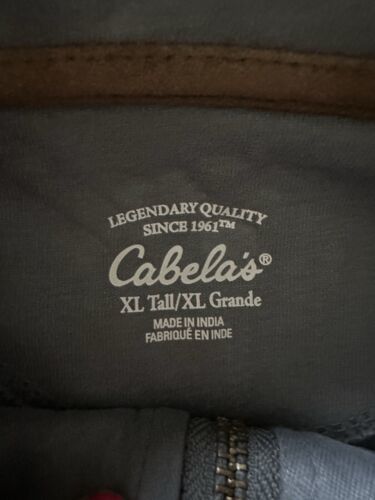 LEGENDARY QUALITY
SINCE 1961™
Cabela's®
XL Tall/XL Grande
MADE IN INDIA
FABRIQUÉ EN INDE